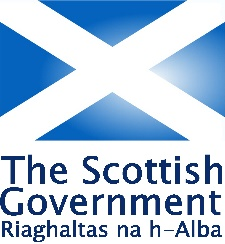 The Scottish
Government
Riaghaltas na h-Alba